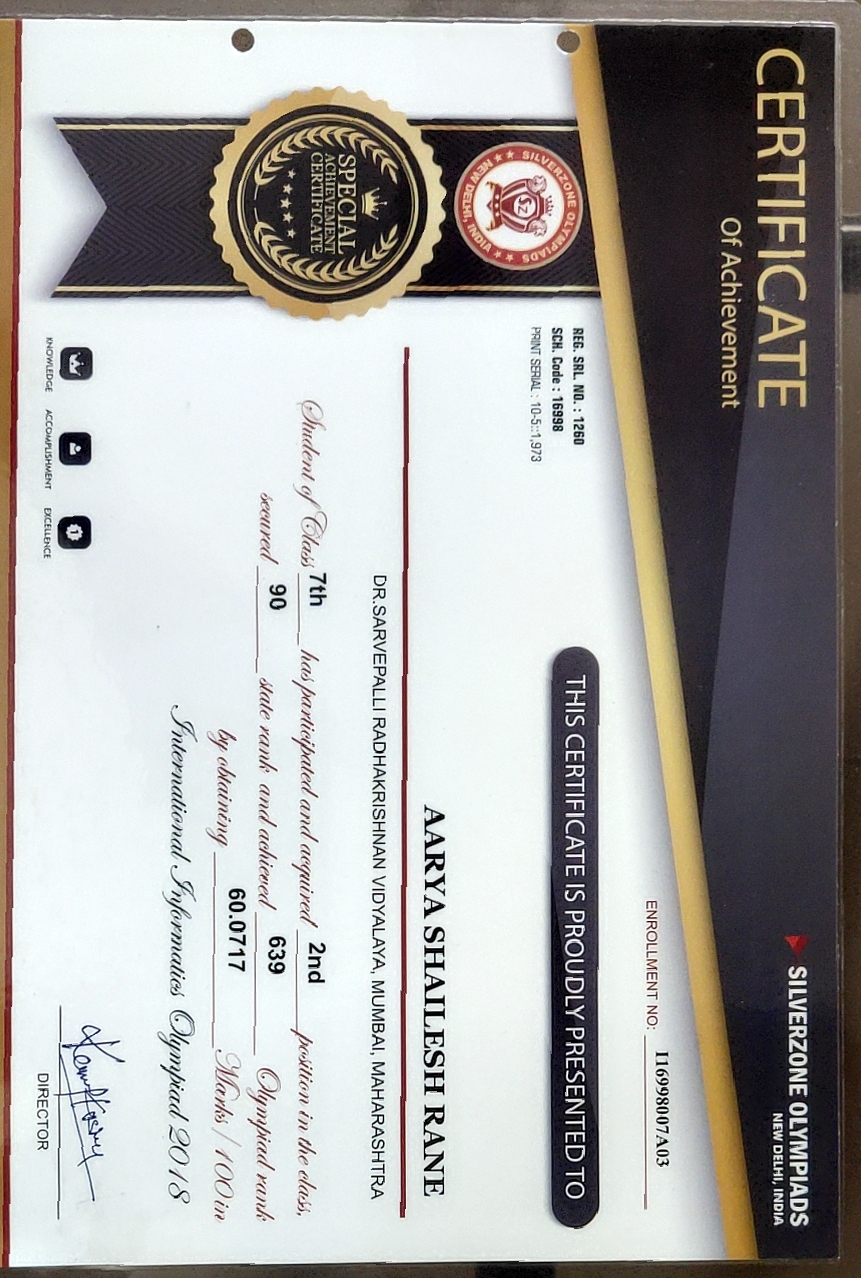 CERTIFICATE
Of Achievement
SILVERZONE OLYMPIADS
NEW DELHI, INDIA
ENROLLMENT NO: I16998007A03
REG. SRL NO. : 1260
SCH. Code : 16998
PRINT SERIAL : 10-5::1,973
SILVERZONE OLYMPIADS
NEW DELHI, INDIA
SZ
SPECIAL
ACHIEVEMENT
CERTIFICATE
THIS CERTIFICATE IS PROUDLY PRESENTED TO
AARYA SHAILESH RANE
DR.SARVEPALLI RADHAKRISHNAN VIDYALAYA, MUMBAI, MAHARASHTRA
Student of Class 7th has participated and acquired 2nd position in the class,
secured 90 state rank and achieved 639 Olympiad rank
by obtaining 60.0717 Marks / 100 in
International Informatics Olympiad 2018
KNOWLEDGE ACCOMPLISHMENT EXCELLENCE
DIRECTOR